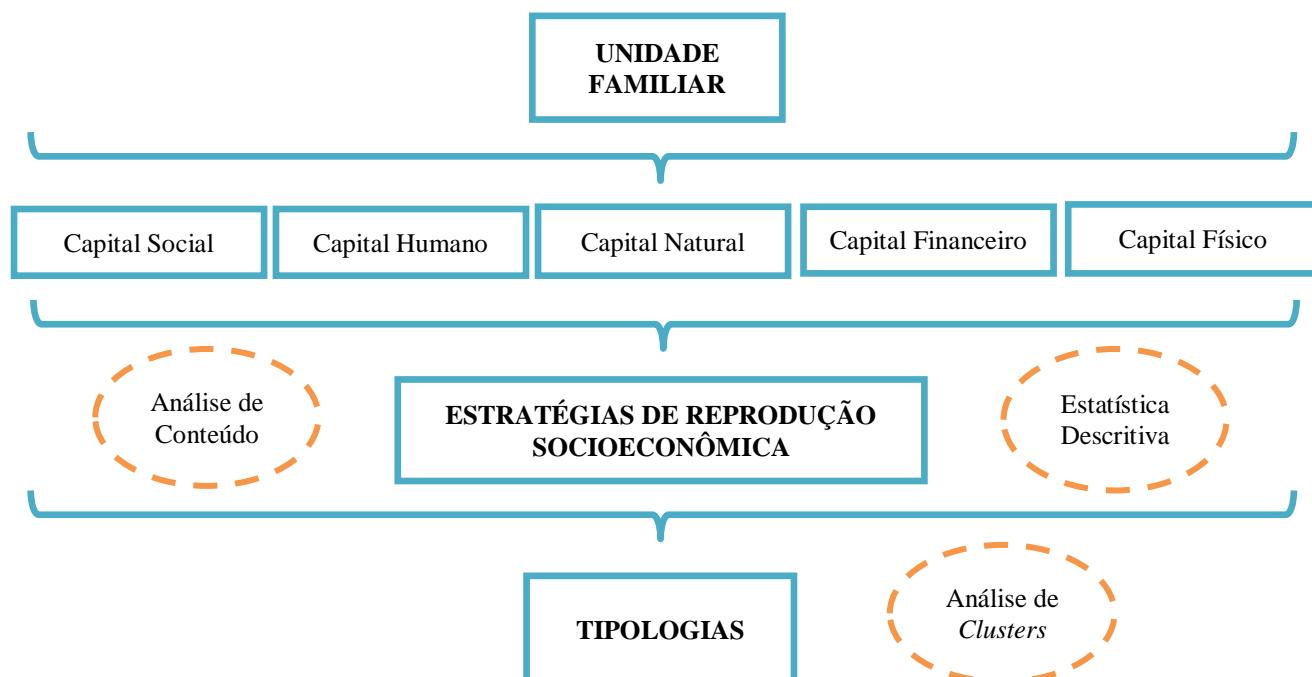 UNIDADE
FAMILIAR
Capital Social
Capital Humano
Capital Natural
Capital Financeiro
Capital Físico
Análise de
Conteúdo
ESTRATÉGIAS DE REPRODUÇÃO
SOCIOECONÔMICA
Estatística
Descritiva
TIPOLOGIAS
Análise de
Clusters